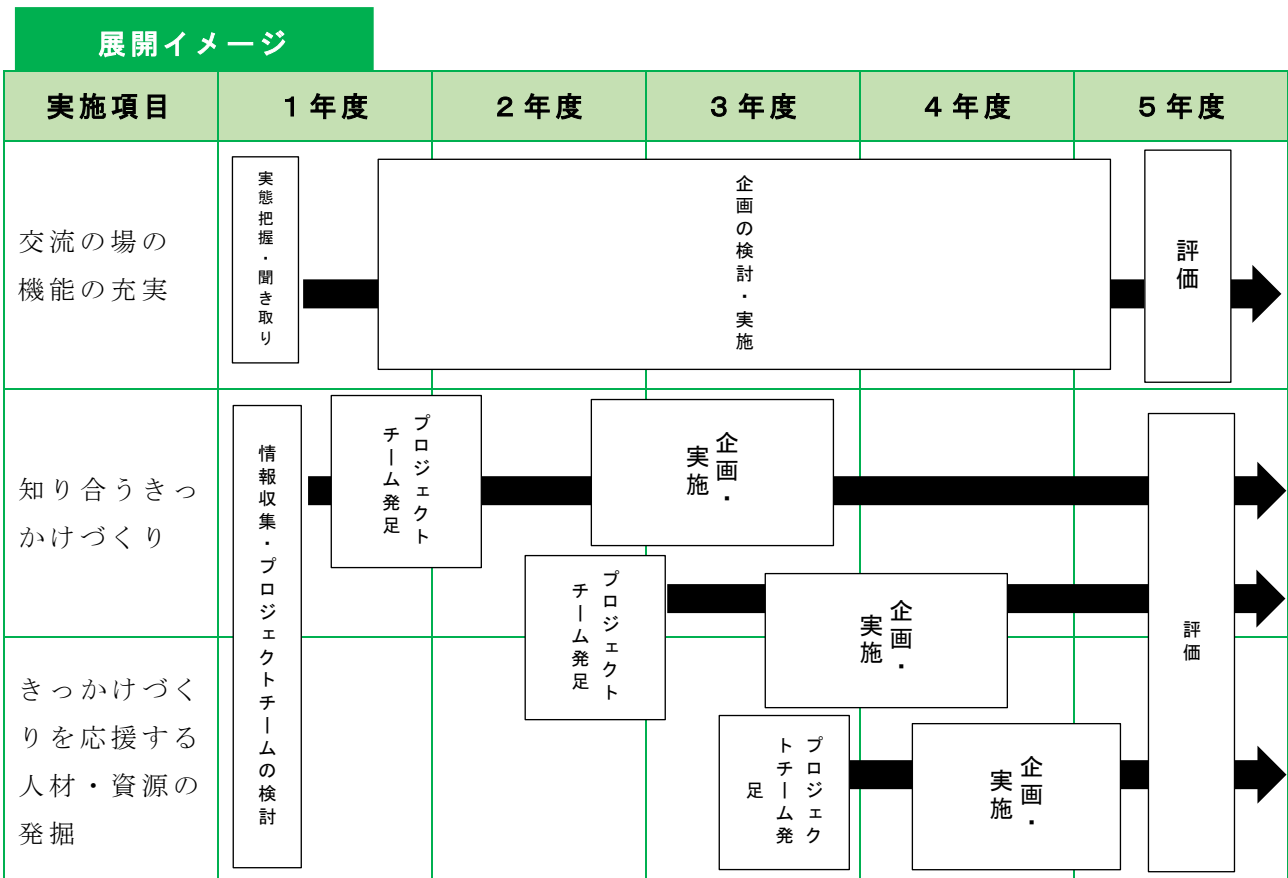 展開イメージ
実施項目
１年度
２年度
３年度
４年度
５年度
交流の場の
機能の充実
実態把握・聞き取り
企画の検討・実施
評価
知り合うきっ
かけづくり
情報収集・プロジェクトチームの検討
プロジェクト
チーム発足
企画・
実施
プロジェクト
チーム発足
企画・
実施
評価
きっかけづく
りを応援する
人材・資源の
発掘
プロジェク
トチーム発
足
企画・
実施